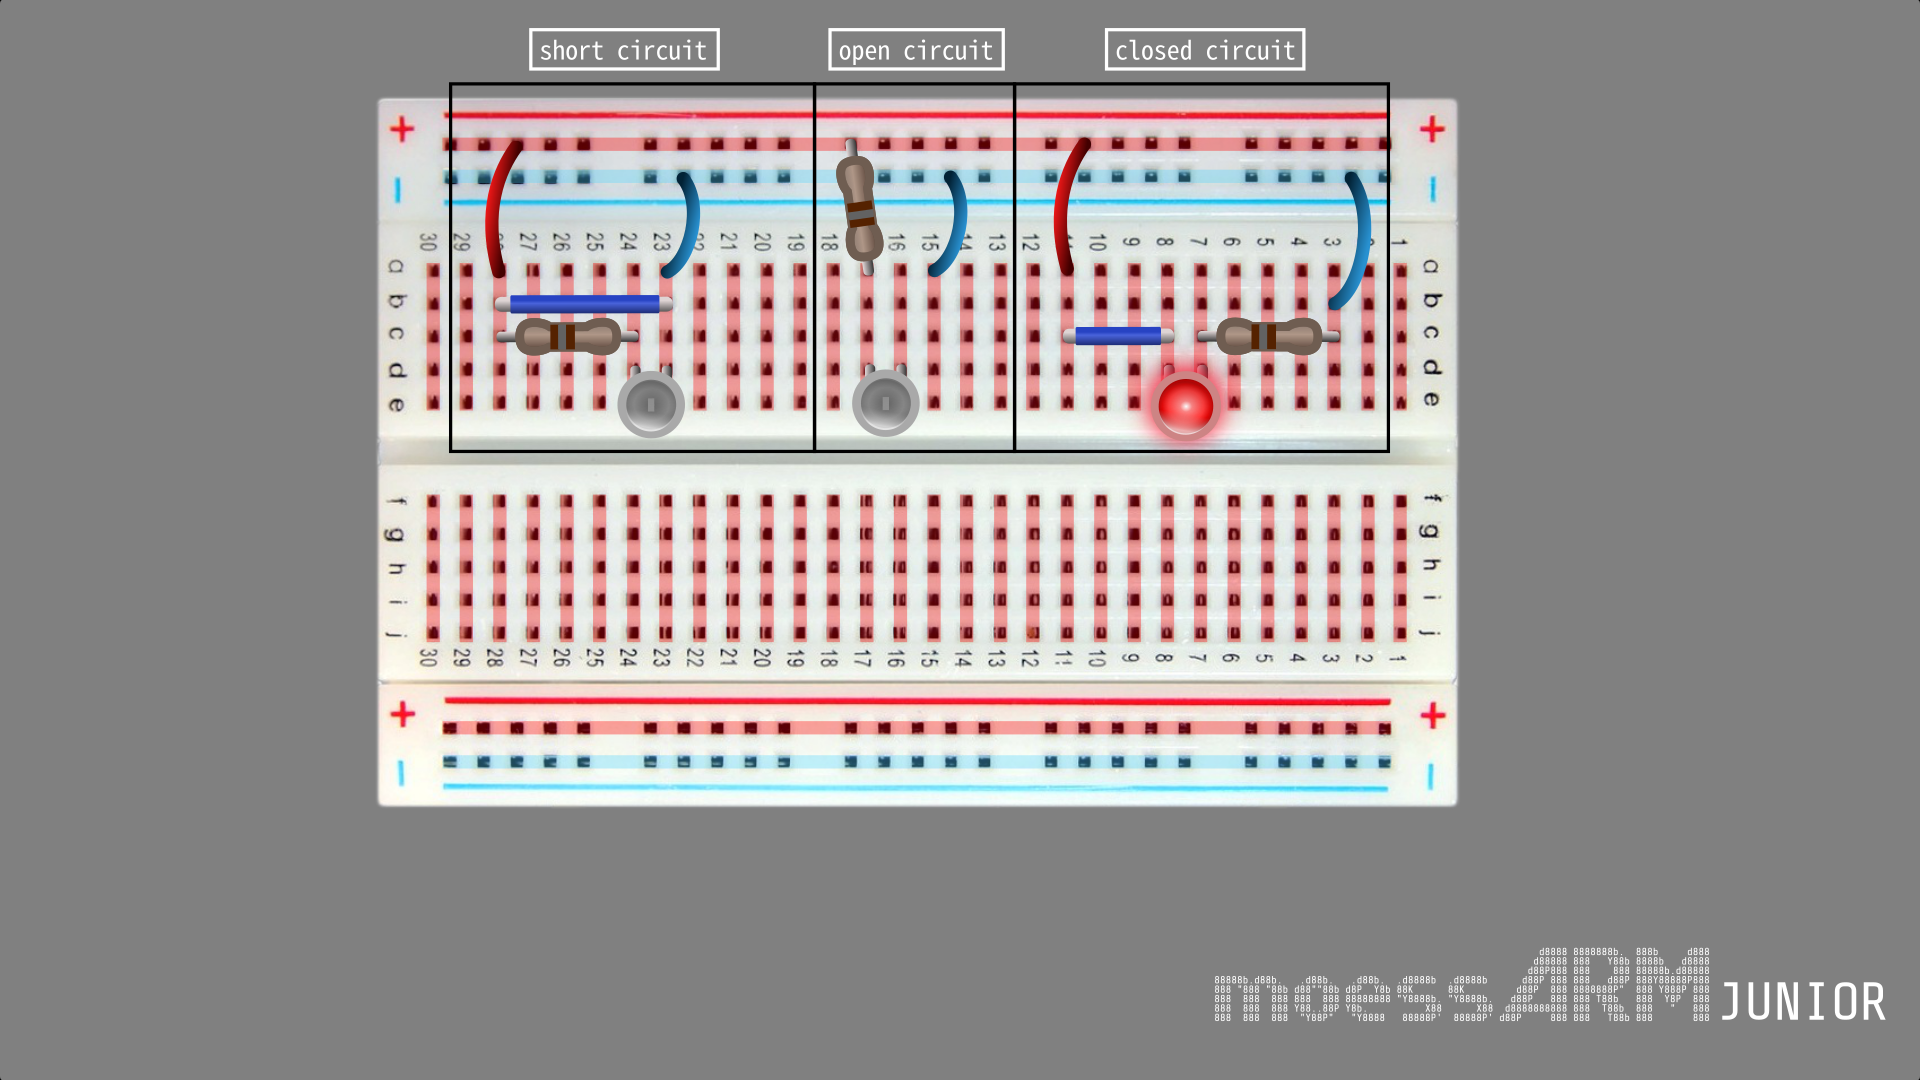 short circuit
open circuit
closed circuit
+ +
- -
30 29 27 26 25 24 23 20 19 18 16 15 14 13 12 10 9 8 7 6 5 4 3 1
a a
b b
c c
d d
e e
f f
g g
h h
i i
j j
30 29 28 27 26 25 24 23 22 21 20 19 18 17 16 15 14 13 12 11 10 9 8 7 6 5 4 3 2 1
+ +
- -
JUNIOR